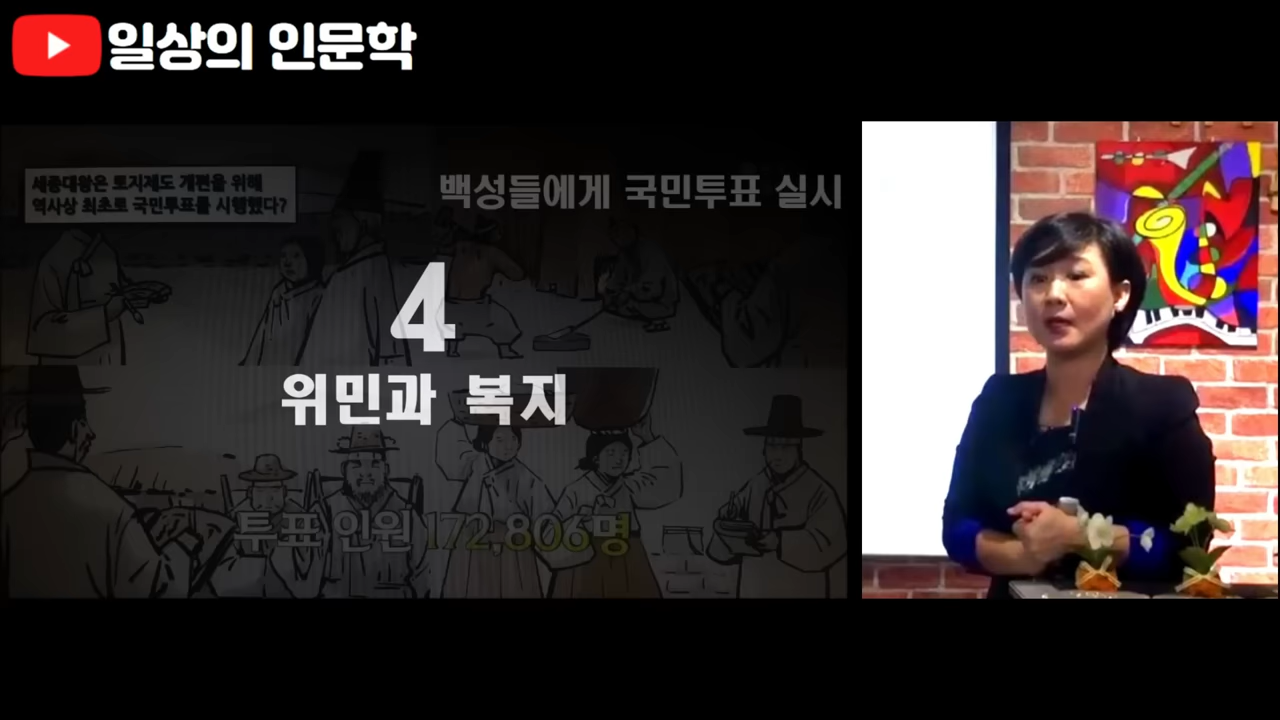 일상의 인문학
세종대왕은 토지제도 개편을 위해
역사상 최초로 국민투표를 시행했다?
백성들에게 국민투표 실시
4
위민과 복지
투표 인원 172,806명